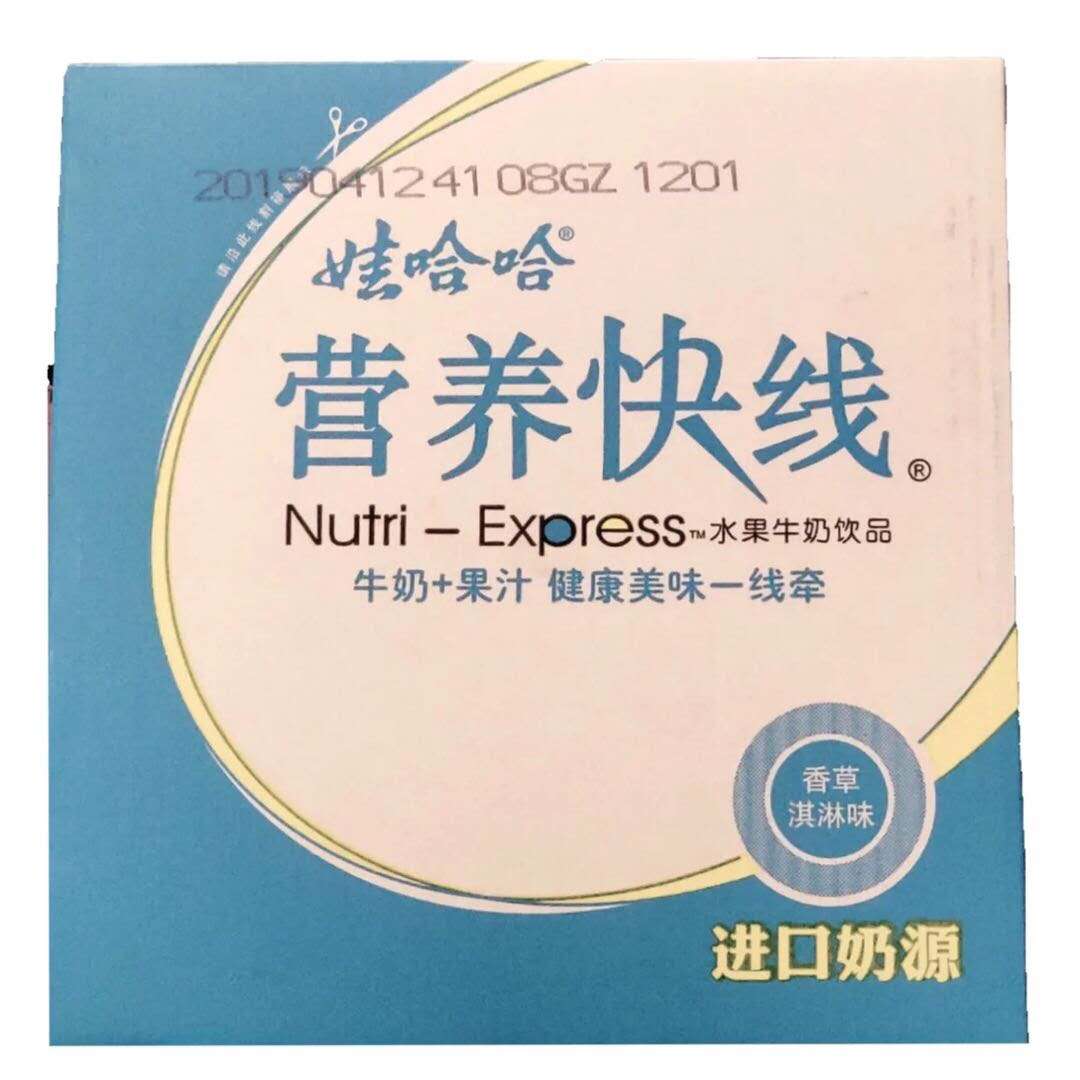 20190412 41 08GZ 1201
娃哈哈®
营养快线®
Nutri - Express™水果牛奶饮品
牛奶+果汁 健康美味一线牵
香草
淇淋味
进口奶源